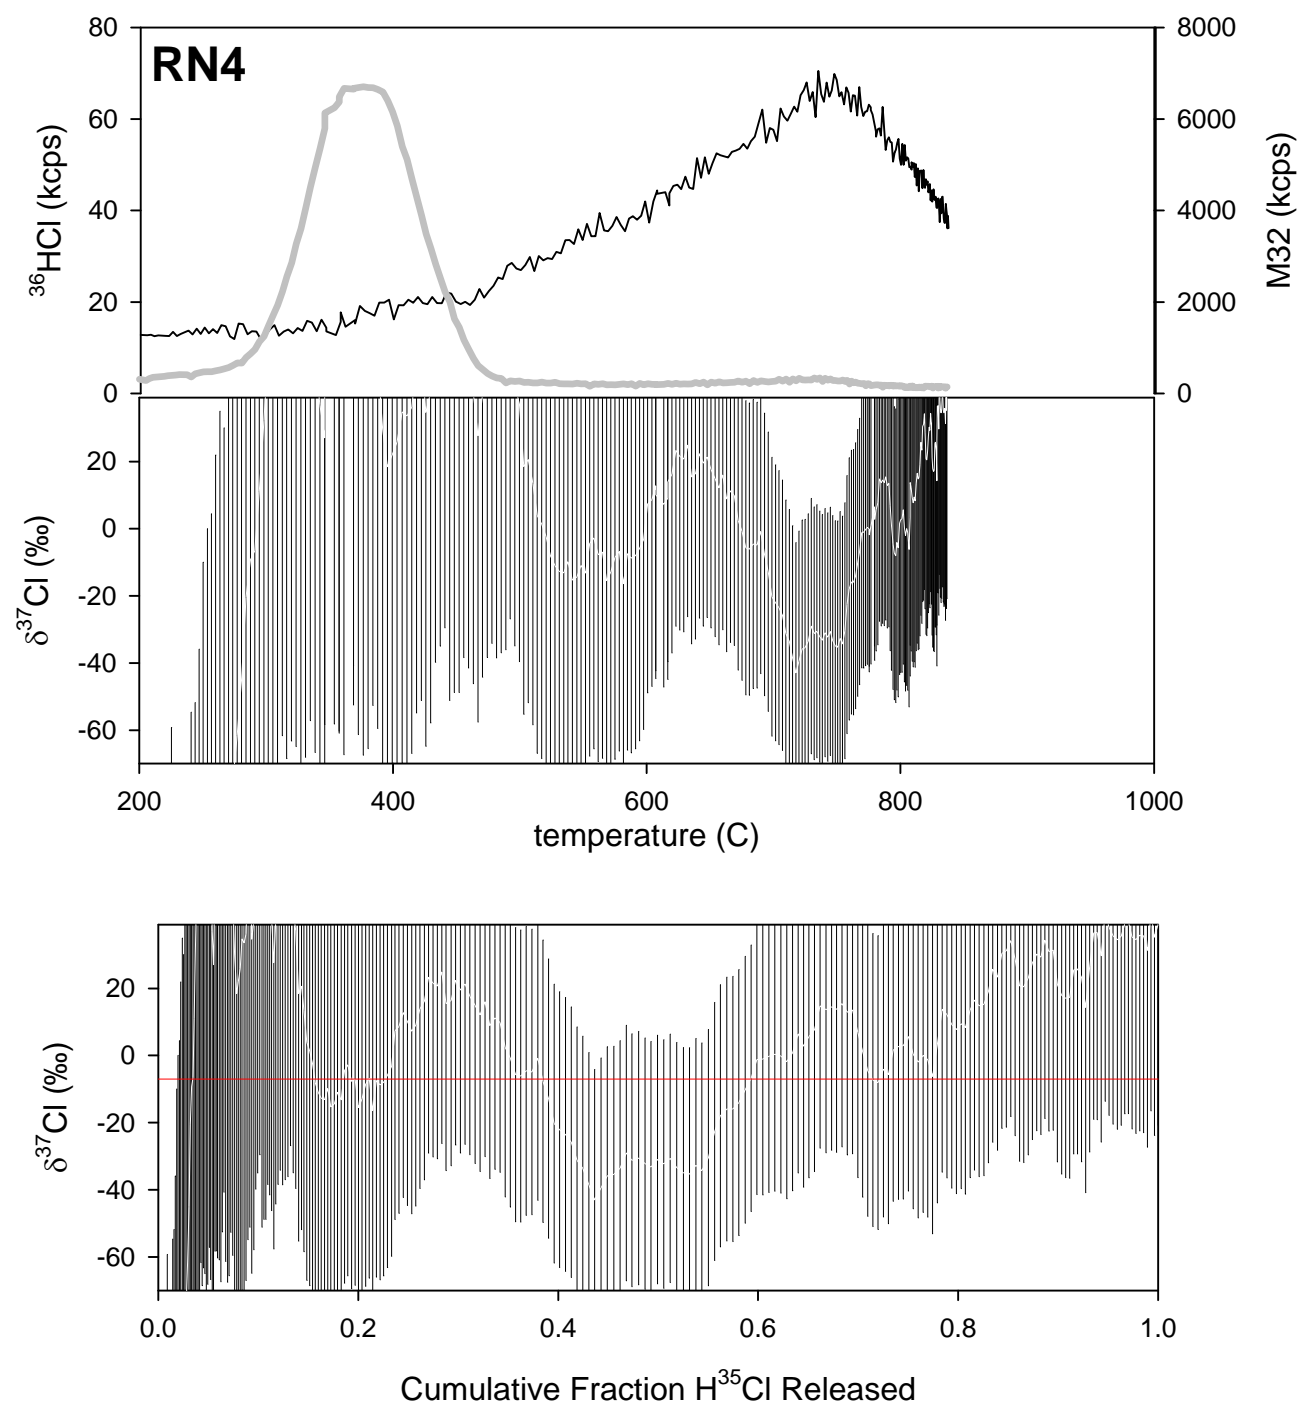 RN4
80
60
40
20
0
³⁶HCl (kcps)
8000
6000
4000
2000
0
M32 (kcps)
20
0
-20
-40
-60
δ³⁷Cl (‰)
200 400 600 800 1000
temperature (C)
20
0
-20
-40
-60
δ³⁷Cl (‰)
0.0 0.2 0.4 0.6 0.8 1.0
Cumulative Fraction H³⁵Cl Released